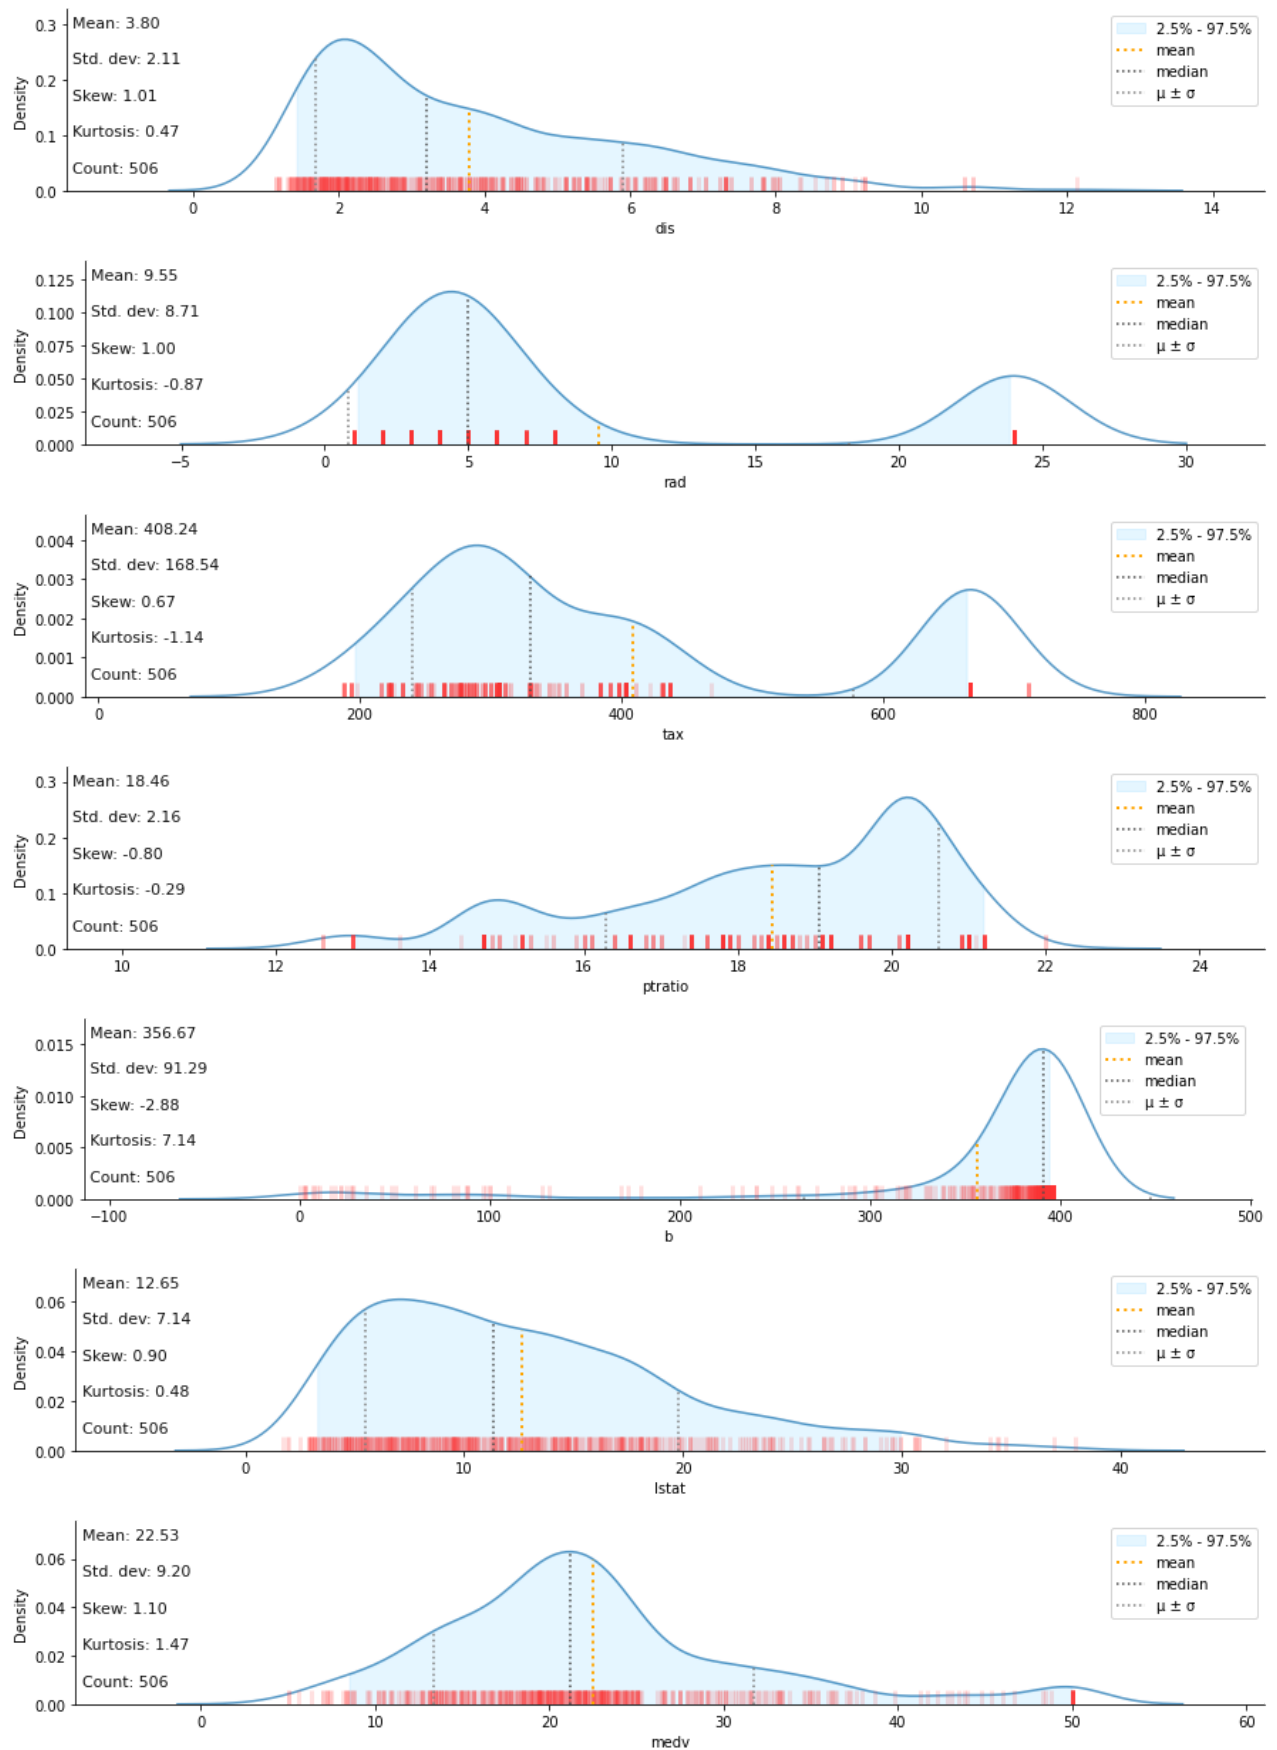 Mean: 3.80
Std. dev: 2.11
Skew: 1.01
Kurtosis: 0.47
Count: 506
2.5% - 97.5%
mean
median
μ ± σ
Density
0.3
0.2
0.1
0.0
0 2 4 6 8 10 12 14
dis
Mean: 9.55
Std. dev: 8.71
Skew: 1.00
Kurtosis: -0.87
Count: 506
2.5% - 97.5%
mean
median
μ ± σ
Density
0.125
0.100
0.075
0.050
0.025
0.000
−5 0 5 10 15 20 25 30
rad
Mean: 408.24
Std. dev: 168.54
Skew: 0.67
Kurtosis: -1.14
Count: 506
2.5% - 97.5%
mean
median
μ ± σ
Density
0.004
0.003
0.002
0.001
0.000
0 200 400 600 800
tax
Mean: 18.46
Std. dev: 2.16
Skew: -0.80
Kurtosis: -0.29
Count: 506
2.5% - 97.5%
mean
median
μ ± σ
Density
0.3
0.2
0.1
0.0
10 12 14 16 18 20 22 24
ptratio
Mean: 356.67
Std. dev: 91.29
Skew: -2.88
Kurtosis: 7.14
Count: 506
2.5% - 97.5%
mean
median
μ ± σ
Density
0.015
0.010
0.005
0.000
−100 0 100 200 300 400 500
b
Mean: 12.65
Std. dev: 7.14
Skew: 0.90
Kurtosis: 0.48
Count: 506
2.5% - 97.5%
mean
median
μ ± σ
Density
0.06
0.04
0.02
0.00
0 10 20 30 40
lstat
Mean: 22.53
Std. dev: 9.20
Skew: 1.10
Kurtosis: 1.47
Count: 506
2.5% - 97.5%
mean
median
μ ± σ
Density
0.06
0.04
0.02
0.00
0 10 20 30 40 50 60
medv